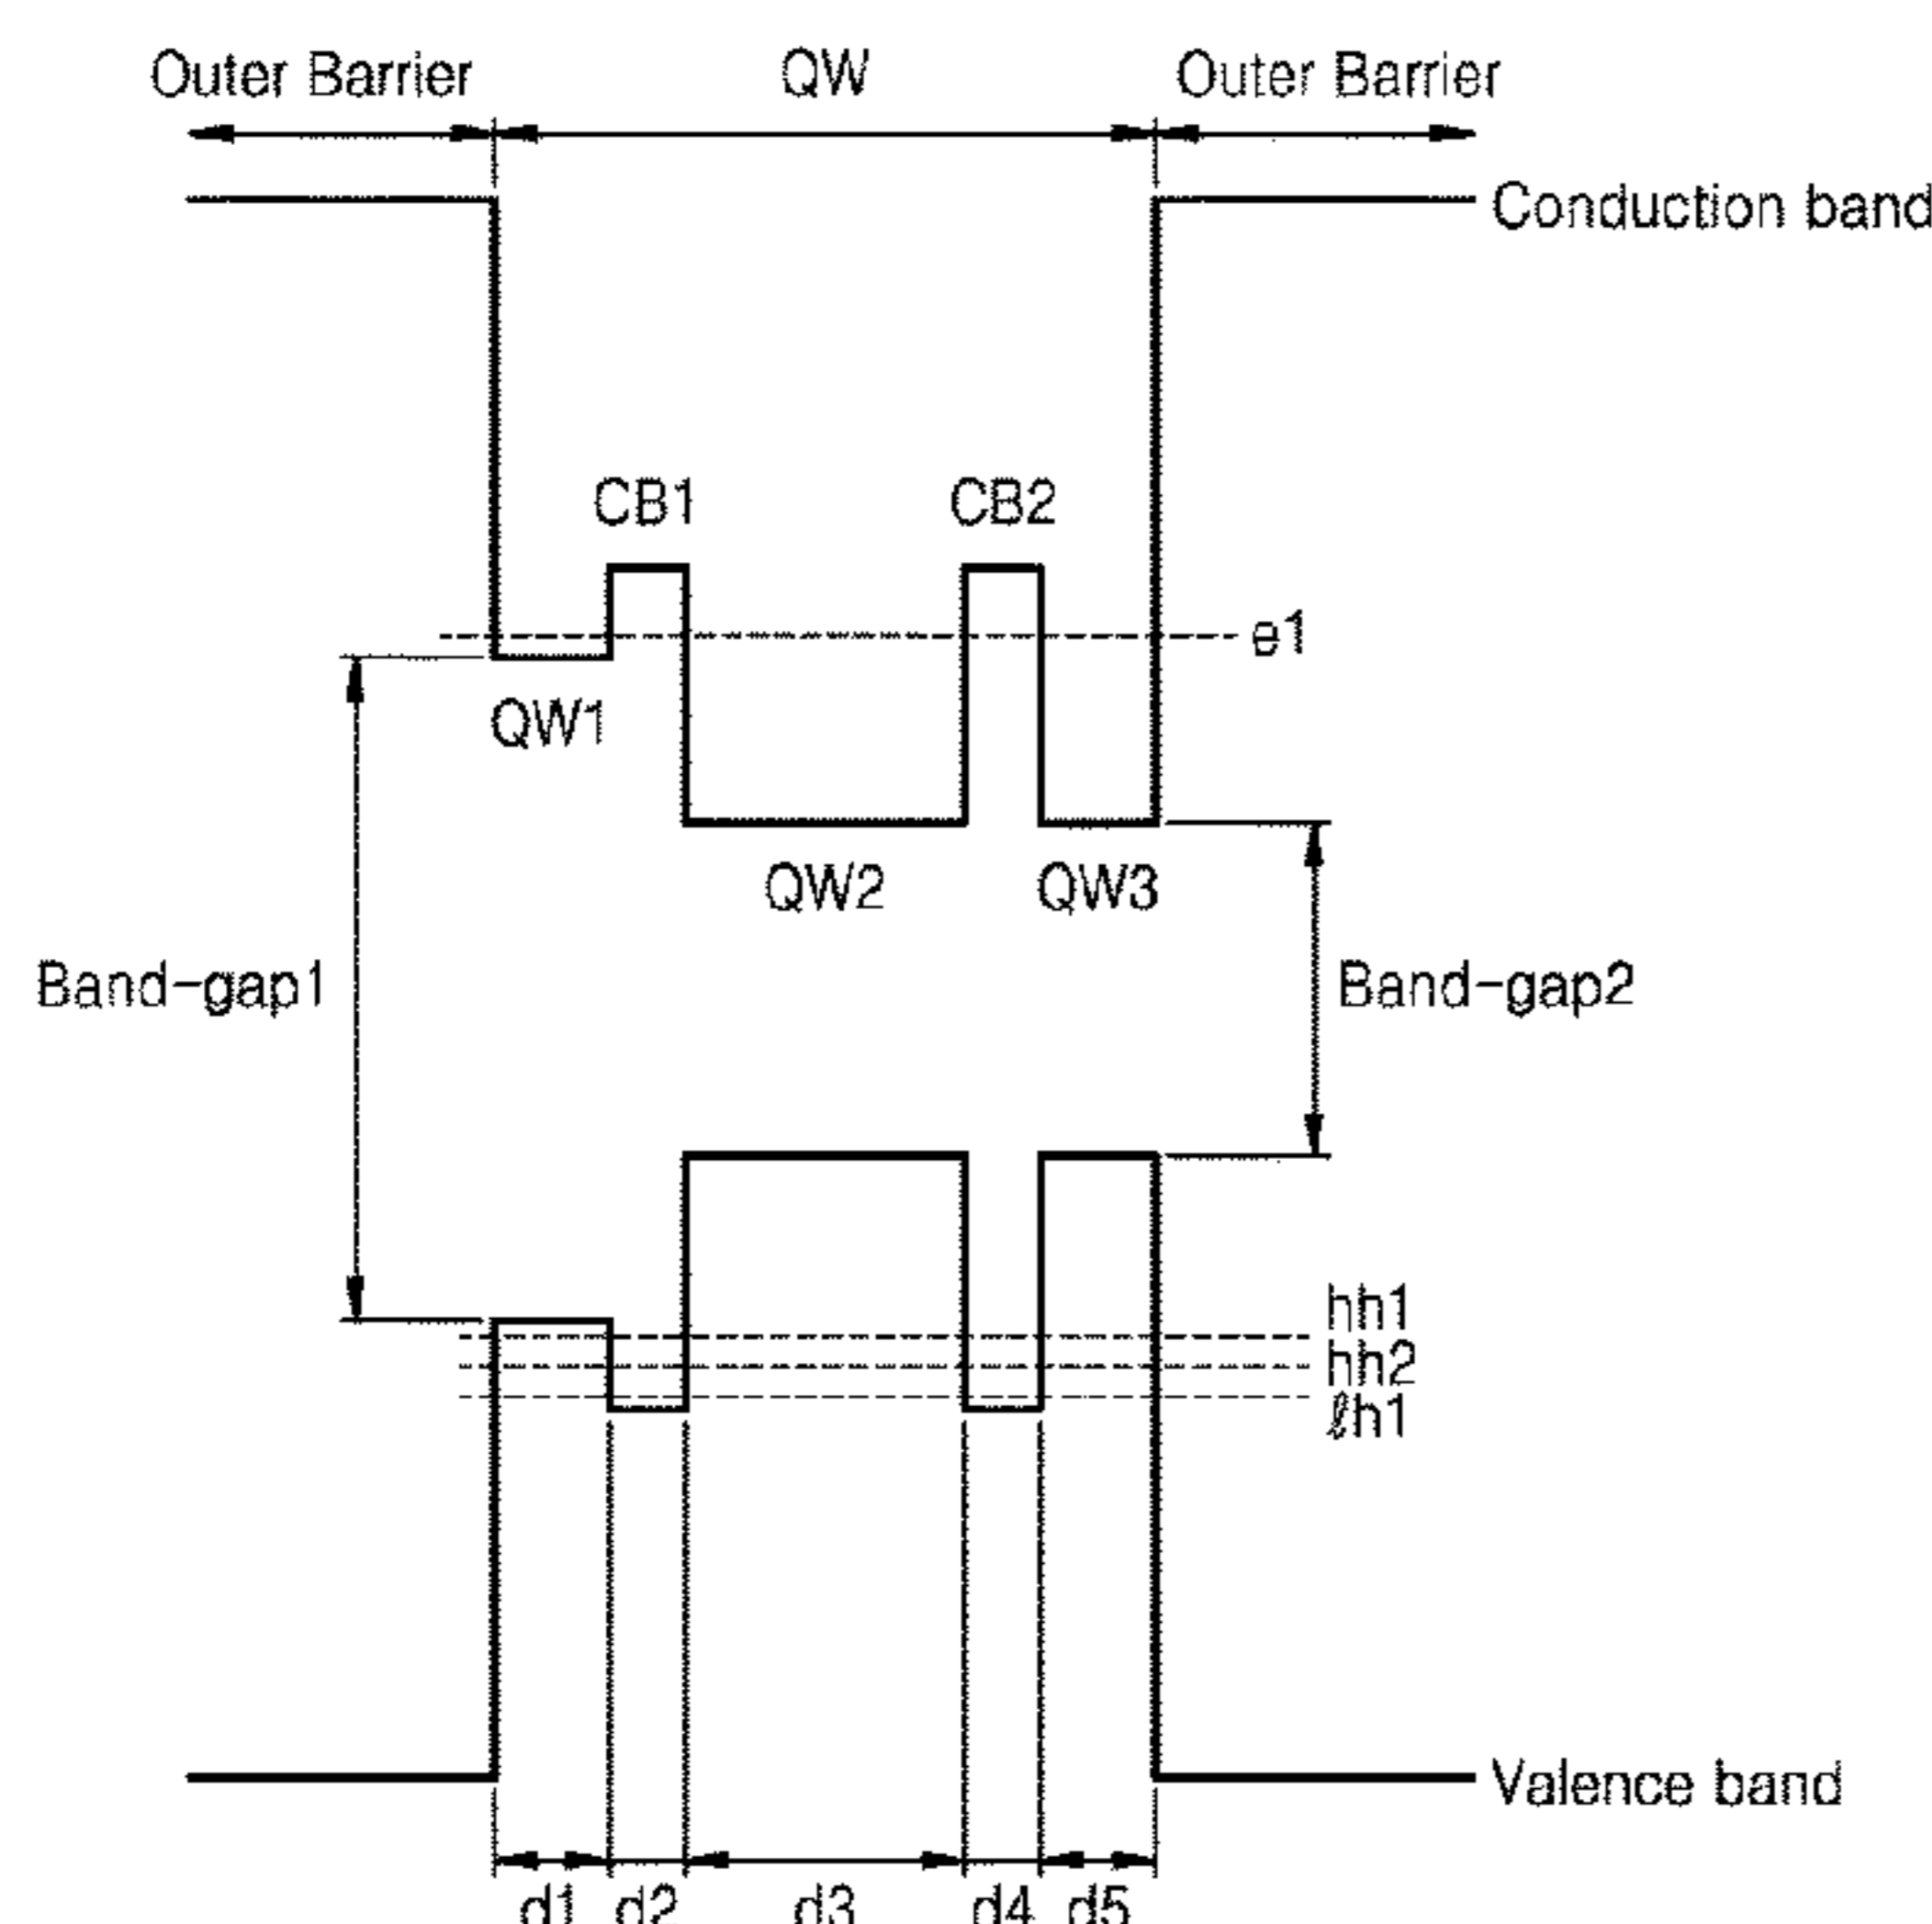 Outer Barrier QW Outer Barrier
Conduction band
CB1 CB2
e1
QW1
QW2 QW3
Band-gap1 Band-gap2
hh1
hh2
ℓh1
Valence band
d1 d2 d3 d4 d5